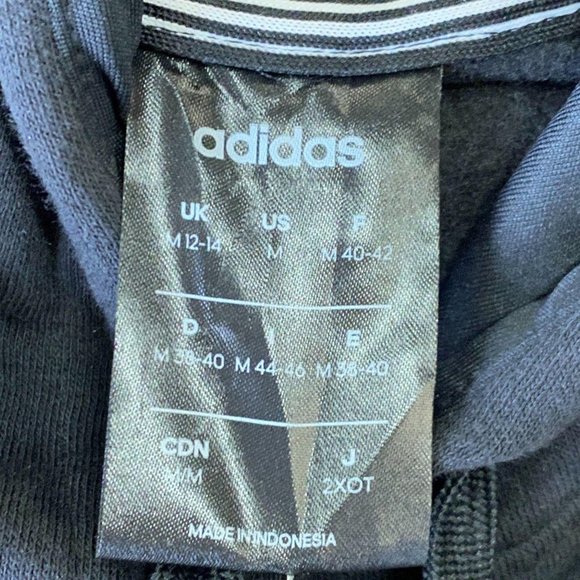 adidas
UK US F
M 12-14 M M 40-42
D I E
M 38-40 M 44-46 M 38-40
CDN J
M/M 2XOT
MADE IN INDONESIA